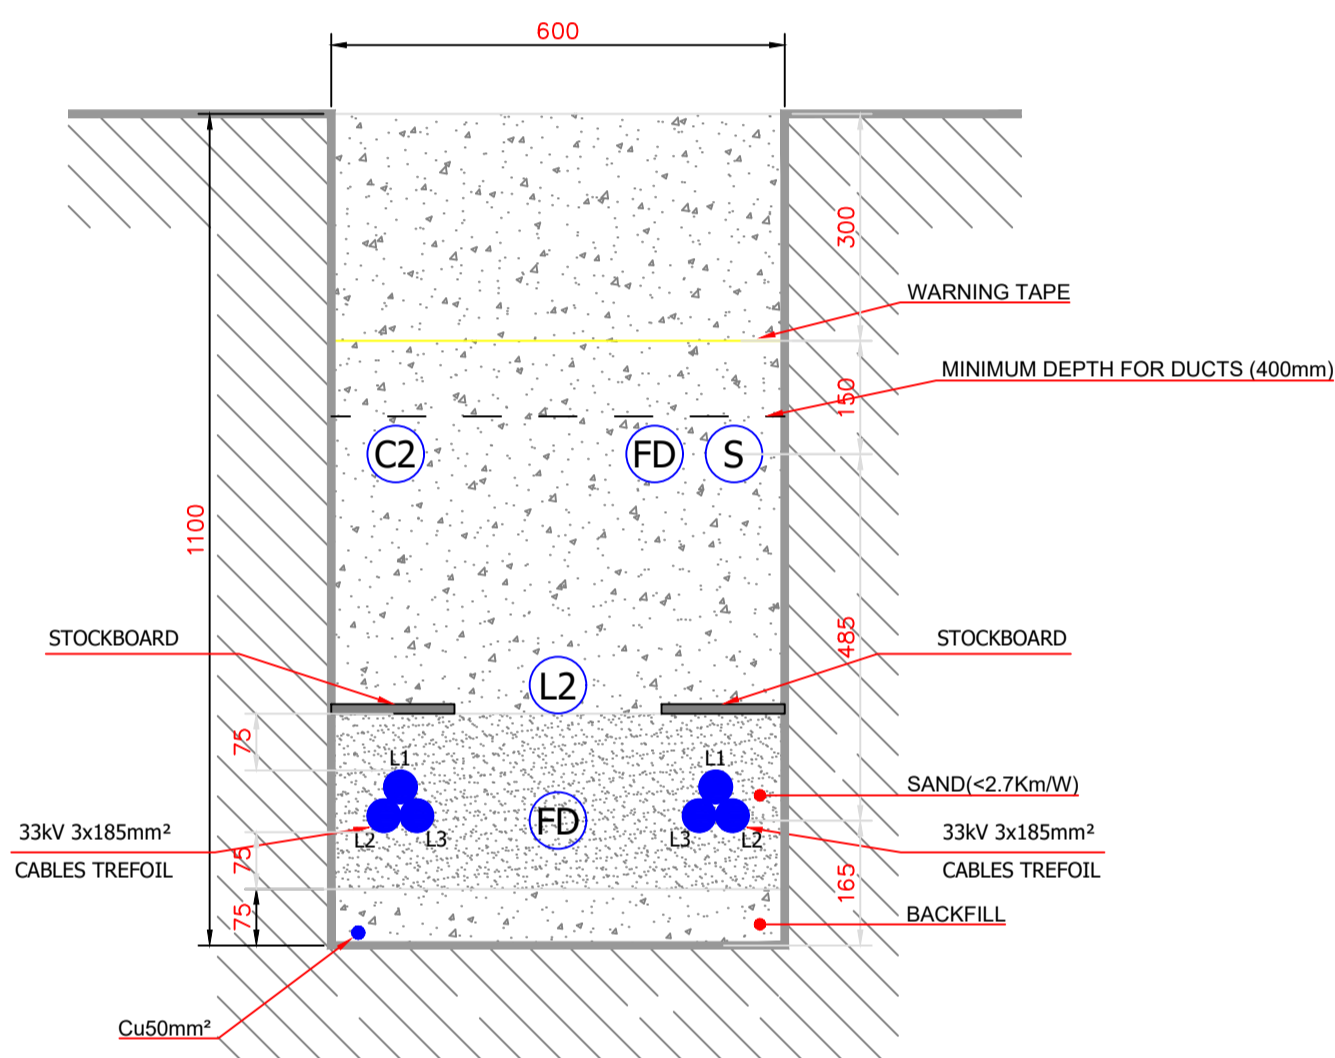 600
300
WARNING TAPE
MINIMUM DEPTH FOR DUCTS (400mm)
150
C2
FD
S
1100
485
STOCKBOARD
STOCKBOARD
L2
75
L1
L1
SAND(<2.7Km/W)
FD
33kV 3x185mm²
CABLES TREFOIL
L2
L3
L3
L2
33kV 3x185mm²
CABLES TREFOIL
75
165
75
BACKFILL
Cu50mm²